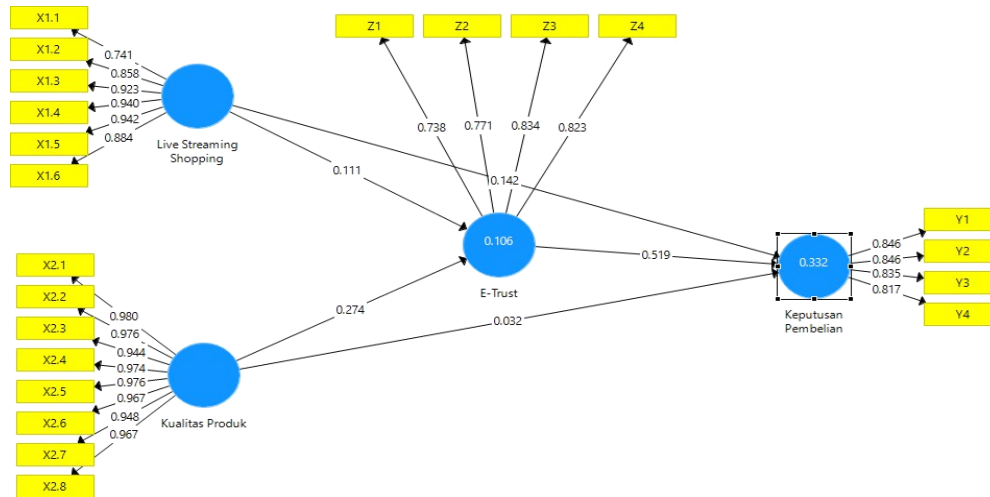 X1.1
X1.2
X1.3
X1.4
X1.5
X1.6
0.741
0.858
0.923
0.940
0.942
0.884
Live Streaming
Shopping
Z1
Z2
Z3
Z4
0.738
0.771
0.834
0.823
0.111
0.142
0.106
E-Trust
0.519
0.274
0.032
X2.1
X2.2
X2.3
X2.4
X2.5
X2.6
X2.7
X2.8
0.980
0.976
0.944
0.974
0.976
0.967
0.948
0.967
Kualitas Produk
0.332
Keputusan
Pembelian
0.846
0.846
0.835
0.817
Y1
Y2
Y3
Y4